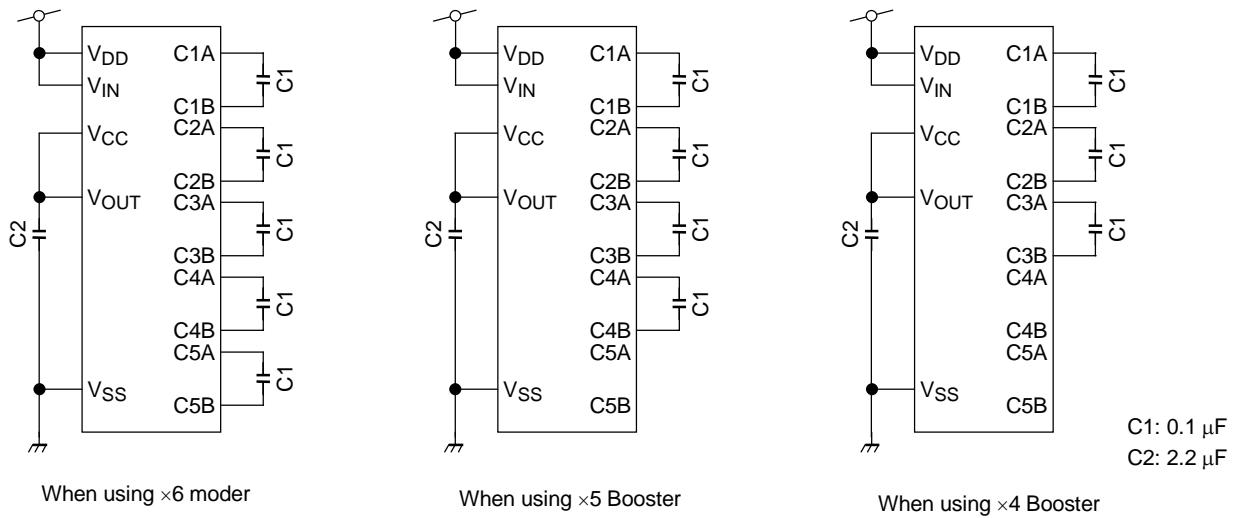 VDD C1A
C1
VIN
C1B
VCC C2A
C1
C2B
VOUT C3A
C2
C1
C3B
C4A
C1
C4B
C5A
C1
VSS
C5B
When using ×6 moder
VDD C1A
C1
VIN
C1B
VCC C2A
C1
C2B
VOUT C3A
C2
C1
C3B
C4A
C1
C4B
C5A
VSS
C5B
When using ×5 Booster
VDD C1A
C1
VIN
C1B
VCC C2A
C1
C2B
VOUT C3A
C2
C1
C3B
C4A
C4B
C5A
VSS
C5B
When using ×4 Booster
C1: 0.1 μF
C2: 2.2 μF